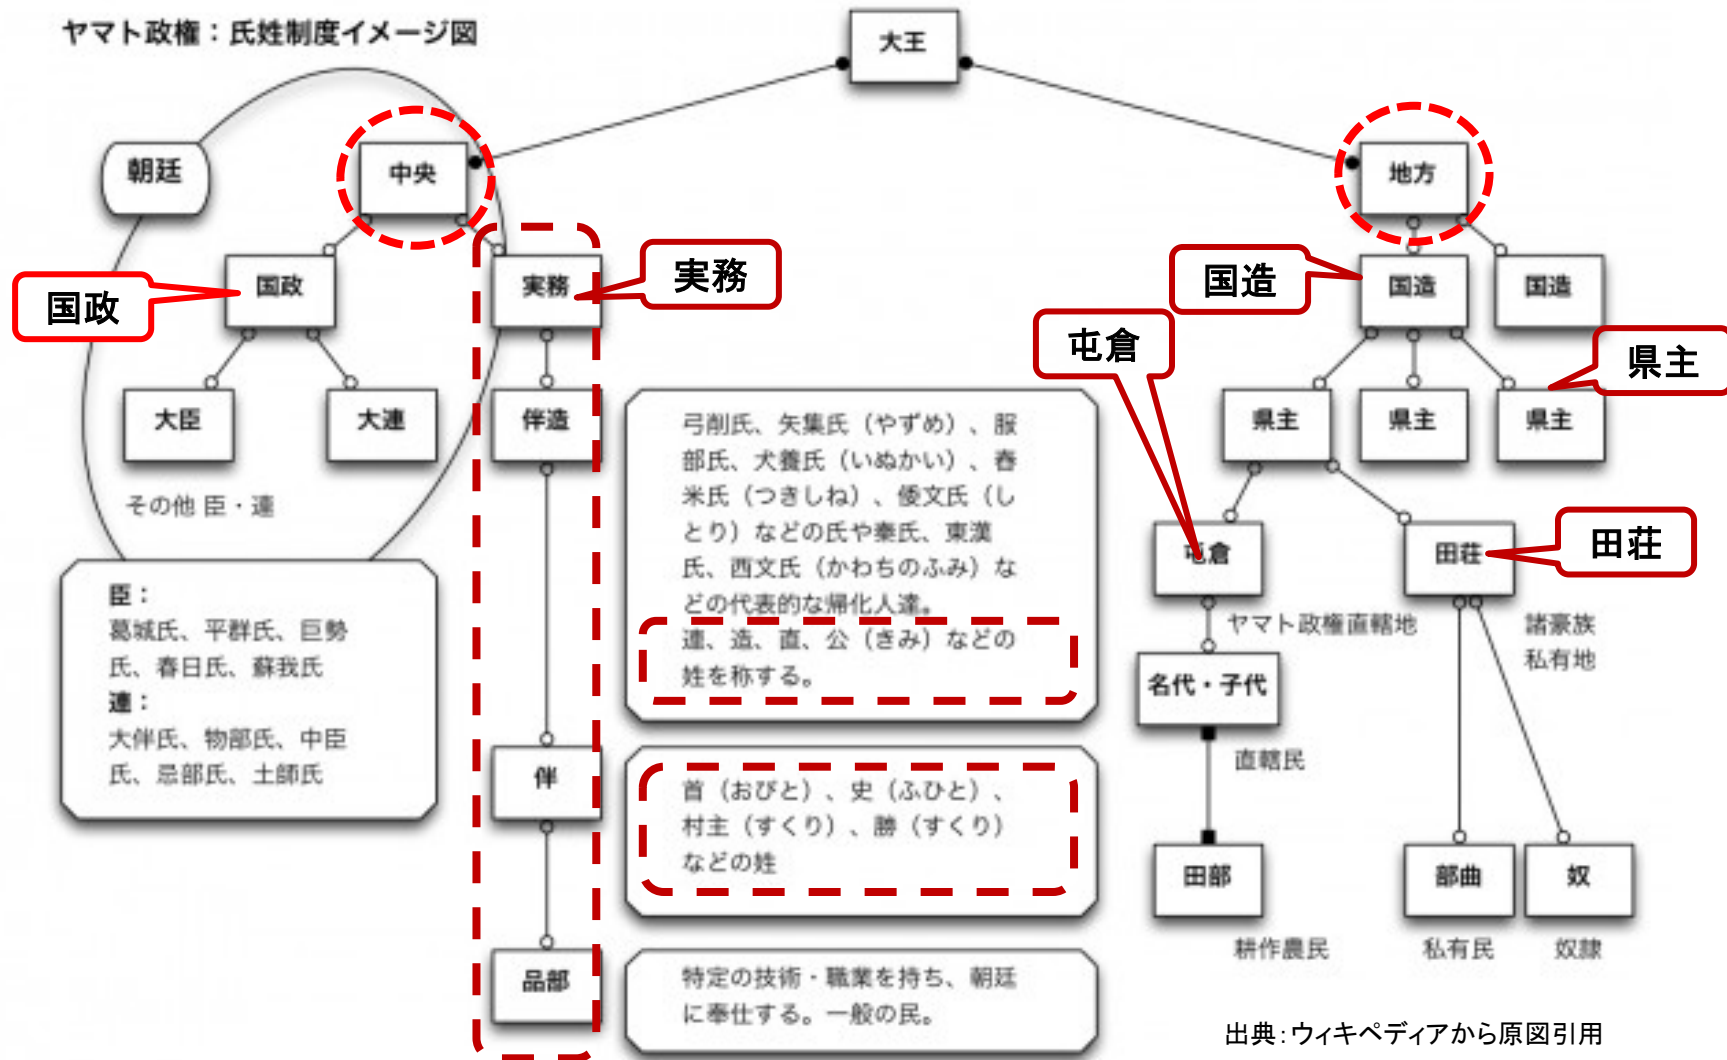 ヤマト政権：氏姓制度イメージ図
大王
朝廷
中央
地方
国政
国政
実務
実務
国造
国造
国造
屯倉
県主
大臣
大連
伴造
県主
県主
県主
その他 臣・連
弓削氏、矢集氏（やずめ）、服
部氏、犬養氏（いぬかい）、舂
米氏（つきしね）、倭文氏（し
とり）などの氏や秦氏、東漢
氏、西文氏（かわちのふみ）な
どの代表的な帰化人達。
連、造、直、公（きみ）などの
姓を称する。
屯倉
田荘
田荘
ヤマト政権直轄地
諸豪族
私有地
臣：
葛城氏、平群氏、巨勢
氏、春日氏、蘇我氏
連：
大伴氏、物部氏、中臣
氏、忌部氏、土師氏
名代・子代
直轄民
伴
首（おびと）、史（ふひと）、
村主（すくり）、勝（すくり）
などの姓
田部
部曲
奴
耕作農民
私有民
奴隷
品部
特定の技術・職業を持ち、朝廷
に奉仕する。一般の民。
出典：ウィキペディアから原図引用